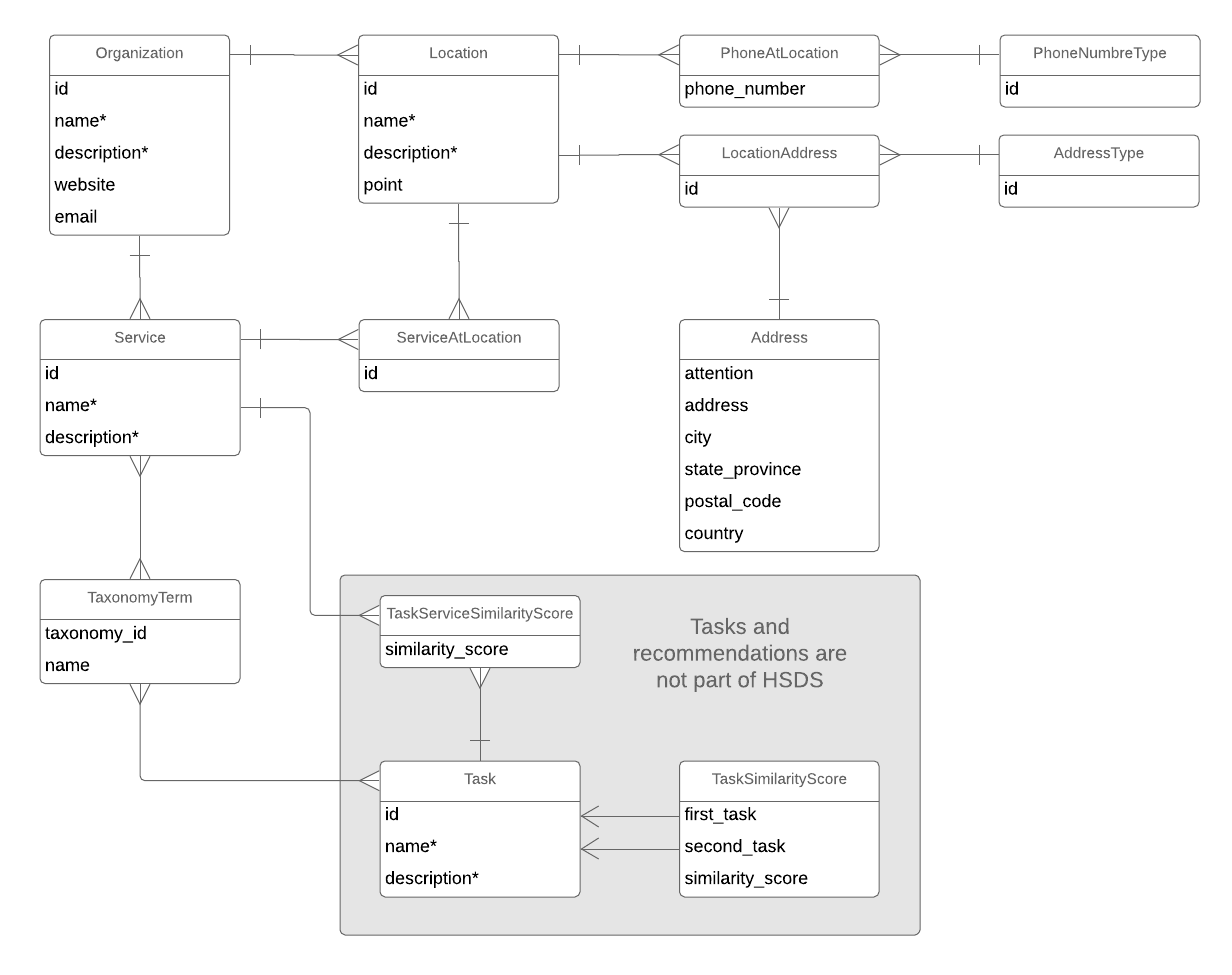 Organization
id
name*
description*
website
email
Location
id
name*
description*
point
PhoneAtLocation
phone_number
PhoneNumbreType
id
LocationAddress
id
AddressType
id
Service
id
name*
description*
ServiceAtLocation
id
Address
attention
address
city
state_province
postal_code
country
TaxonomyTerm
taxonomy_id
name
TaskServiceSimilarityScore
similarity_score
Tasks and
recommendations are
not part of HSDS
Task
id
name*
description*
TaskSimilarityScore
first_task
second_task
similarity_score